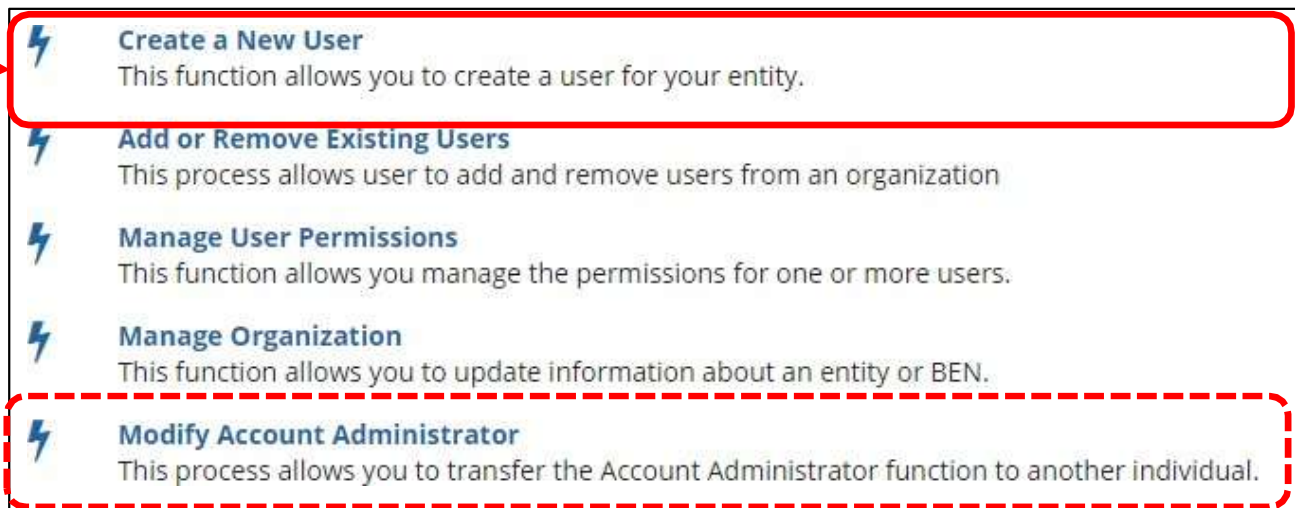 Create a New User
This function allows you to create a user for your entity.
Add or Remove Existing Users
This process allows user to add and remove users from an organization
Manage User Permissions
This function allows you manage the permissions for one or more users.
Manage Organization
This function allows you to update information about an entity or BEN.
Modify Account Administrator
This process allows you to transfer the Account Administrator function to another individual.